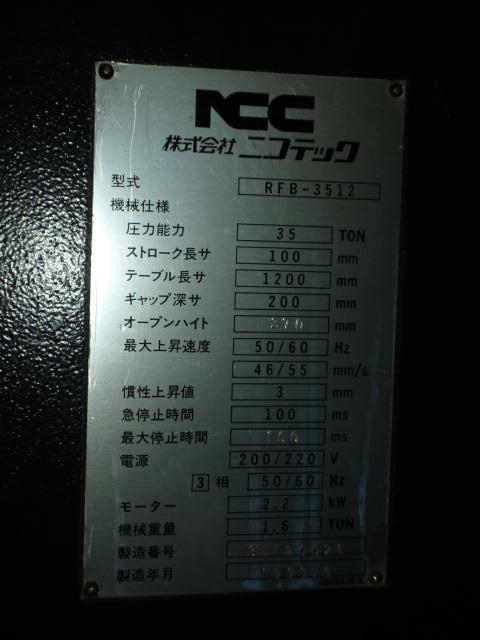 NCC
株式会社 ニコテック
型式 RFB-3512
機械仕様
圧力能力 35 TON
ストローク長サ 100 mm
テーブル長サ 1200 mm
ギャップ深サ 200 mm
オープンハイト mm
最大上昇速度 50/60 Hz
46/55 mm/s
慣性上昇値 3 mm
急停止時間 100 ms
最大停止時間 ms
電源 200/220 V
3 相 50/60 Hz
モーター 2.2 kW
機械重量 1.6 TON
製造番号
製造年月